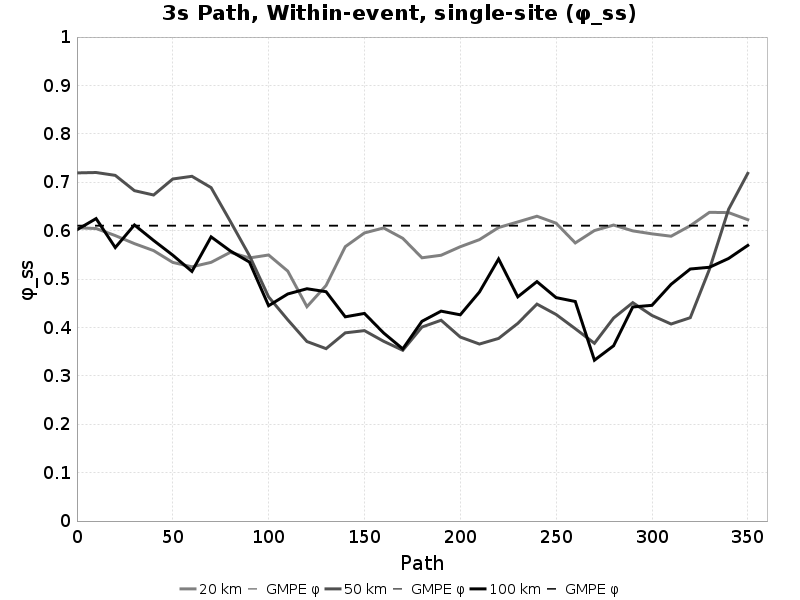 3s Path, Within-event, single-site (φ_ss)
1
0.9
0.8
0.7
0.6
0.5
0.4
0.3
0.2
0.1
0
φ_ss
0 50 100 150 200 250 300 350
Path
20 km GMPE φ 50 km GMPE φ 100 km GMPE φ